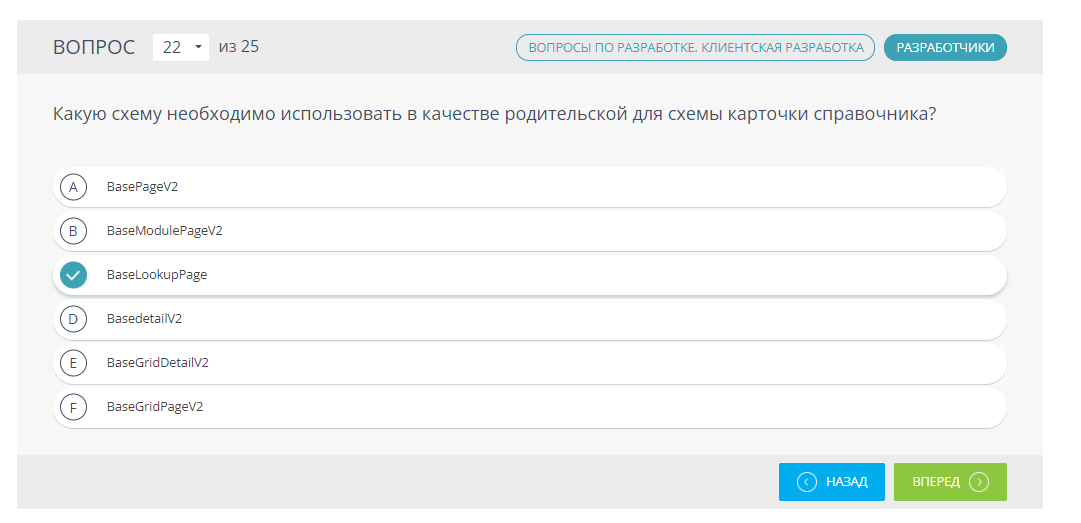 ВОПРОС 22 из 25 ВОПРОСЫ ПО РАЗРАБОТКЕ. КЛИЕНТСКАЯ РАЗРАБОТКА РАЗРАБОТЧИКИ
Какую схему необходимо использовать в качестве родительской для схемы карточки справочника?
A BasePageV2
B BaseModulePageV2
BaseLookupPage
D BasedetailV2
E BaseGridDetailV2
F BaseGridPageV2
НАЗАД ВПЕРЕД